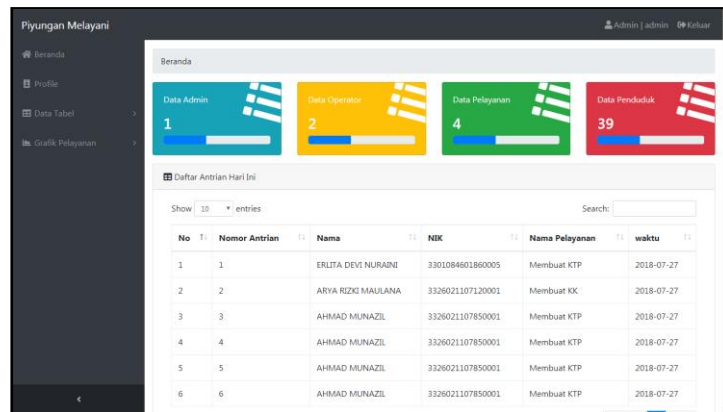 Piyungan Melayani
Admin | admin Keluar
Beranda
Profile
Data Tabel
Grafik Pelayanan
Beranda
Data Admin
1
Data Operator
2
Data Pelayanan
4
Data Penduduk
39
Daftar Antrian Hari Ini
Show 10 entries Search:
No Nomor Antrian Nama NIK Nama Pelayanan waktu
1 1 ERLITA DEVI NURAINI 3301084601860005 Membuat KTP 2018-07-27
2 2 ARYA RIZKI MAULANA 3326021107120001 Membuat KK 2018-07-27
3 3 AHMAD MUNAZIL 3326021107850001 Membuat KTP 2018-07-27
4 4 AHMAD MUNAZIL 3326021107850001 Membuat KTP 2018-07-27
5 5 AHMAD MUNAZIL 3326021107850001 Membuat KTP 2018-07-27
6 6 AHMAD MUNAZIL 3326021107850001 Membuat KTP 2018-07-27